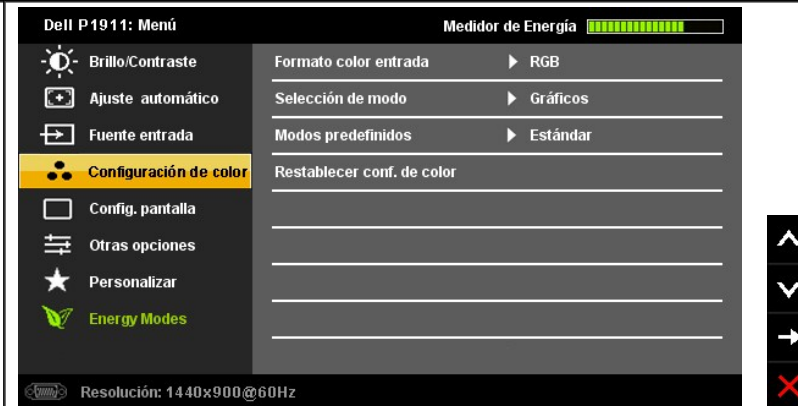 Dell P1911: Menú Medidor de Energía
Brillo/Contraste
Ajuste automático
Fuente entrada
Configuración de color
Config. pantalla
Otras opciones
Personalizar
Energy Modes
Formato color entrada RGB
Selección de modo Gráficos
Modos predefinidos Estándar
Restablecer conf. de color
Resolución: 1440x900@60Hz